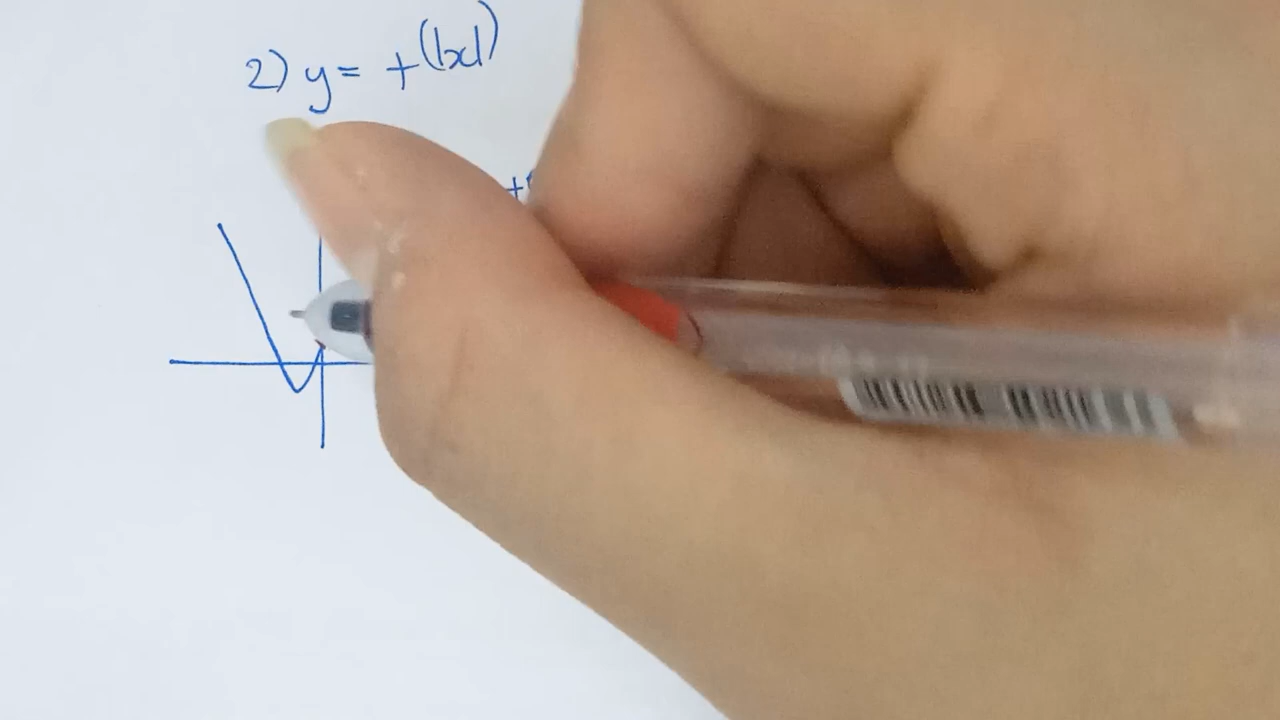 2) y = f(|x|)